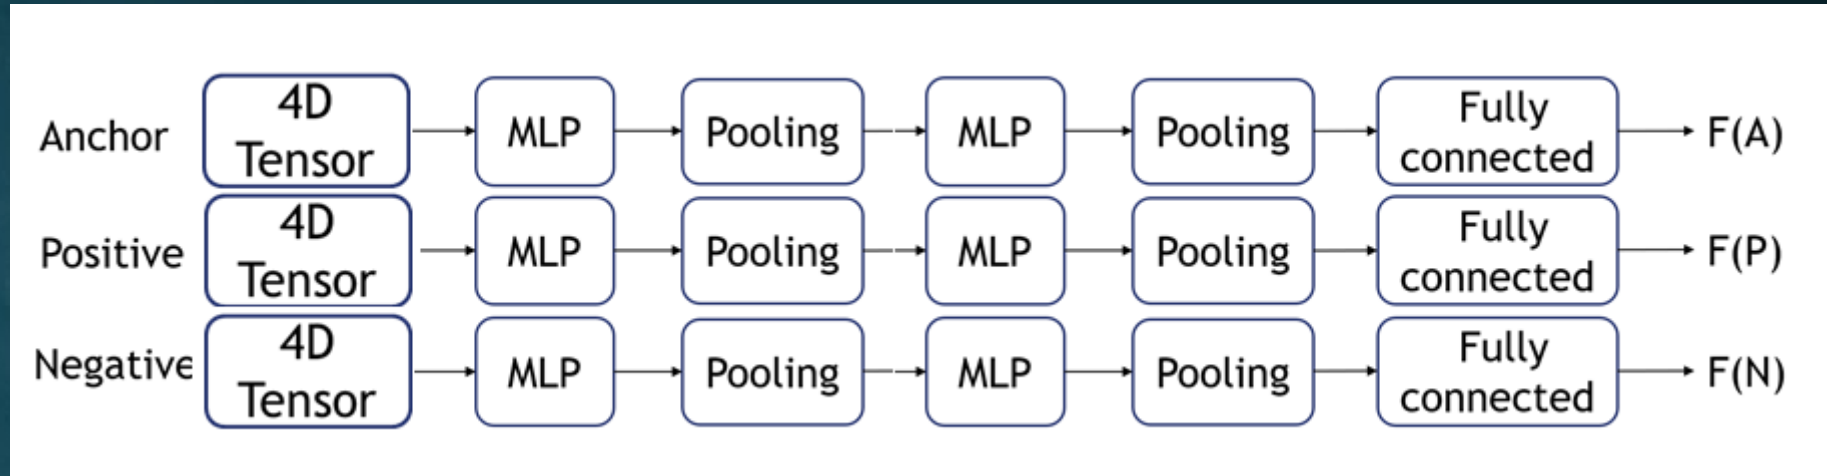 Anchor
4D
Tensor
MLP
Pooling
MLP
Pooling
Fully
connected
F(A)
Positive
4D
Tensor
MLP
Pooling
MLP
Pooling
Fully
connected
F(P)
Negative
4D
Tensor
MLP
Pooling
MLP
Pooling
Fully
connected
F(N)